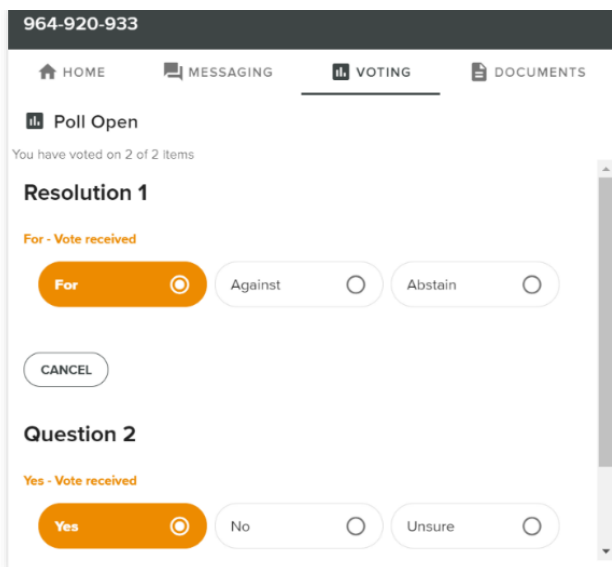 964-920-933
HOME MESSAGING VOTING DOCUMENTS
Poll Open
You have voted on 2 of 2 items
Resolution 1
For - Vote received
For Against Abstain
CANCEL
Question 2
Yes - Vote received
Yes No Unsure